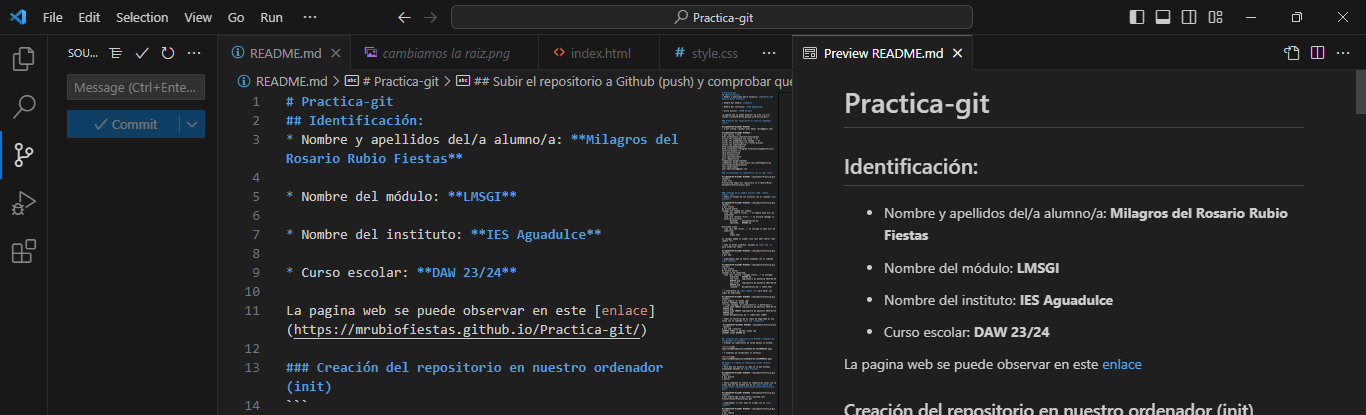 File Edit Selection View Go Run ··· Practica-git
SOU...
README.md cambiamos la raiz.png index.html style.css ··· Preview README.md
README.md > # Practica-git > ## Subir el repositorio a Github (push) y comprobar que
Message (Ctrl+Ente...
Commit
1 # Practica-git
2 ## Identificación:
3 * Nombre y apellidos del/a alumno/a: **Milagros del
Rosario Rubio Fiestas**
4
5 * Nombre del módulo: **LMSGI**
6
7 * Nombre del instituto: **IES Aguadulce**
8
9 * Curso escolar: **DAW 23/24**
10
11 La pagina web se puede observar en este [enlace]
(https://mrubiofiestas.github.io/Practica-git/)
12
13 ### Creación del repositorio en nuestro ordenador
(init)
14 ```
Practica-git
Identificación:
• Nombre y apellidos del/a alumno/a: Milagros del Rosario Rubio
Fiestas
• Nombre del módulo: LMSGI
• Nombre del instituto: IES Aguadulce
• Curso escolar: DAW 23/24
La pagina web se puede observar en este enlace
Creación del repositorio en nuestro ordenador (init)